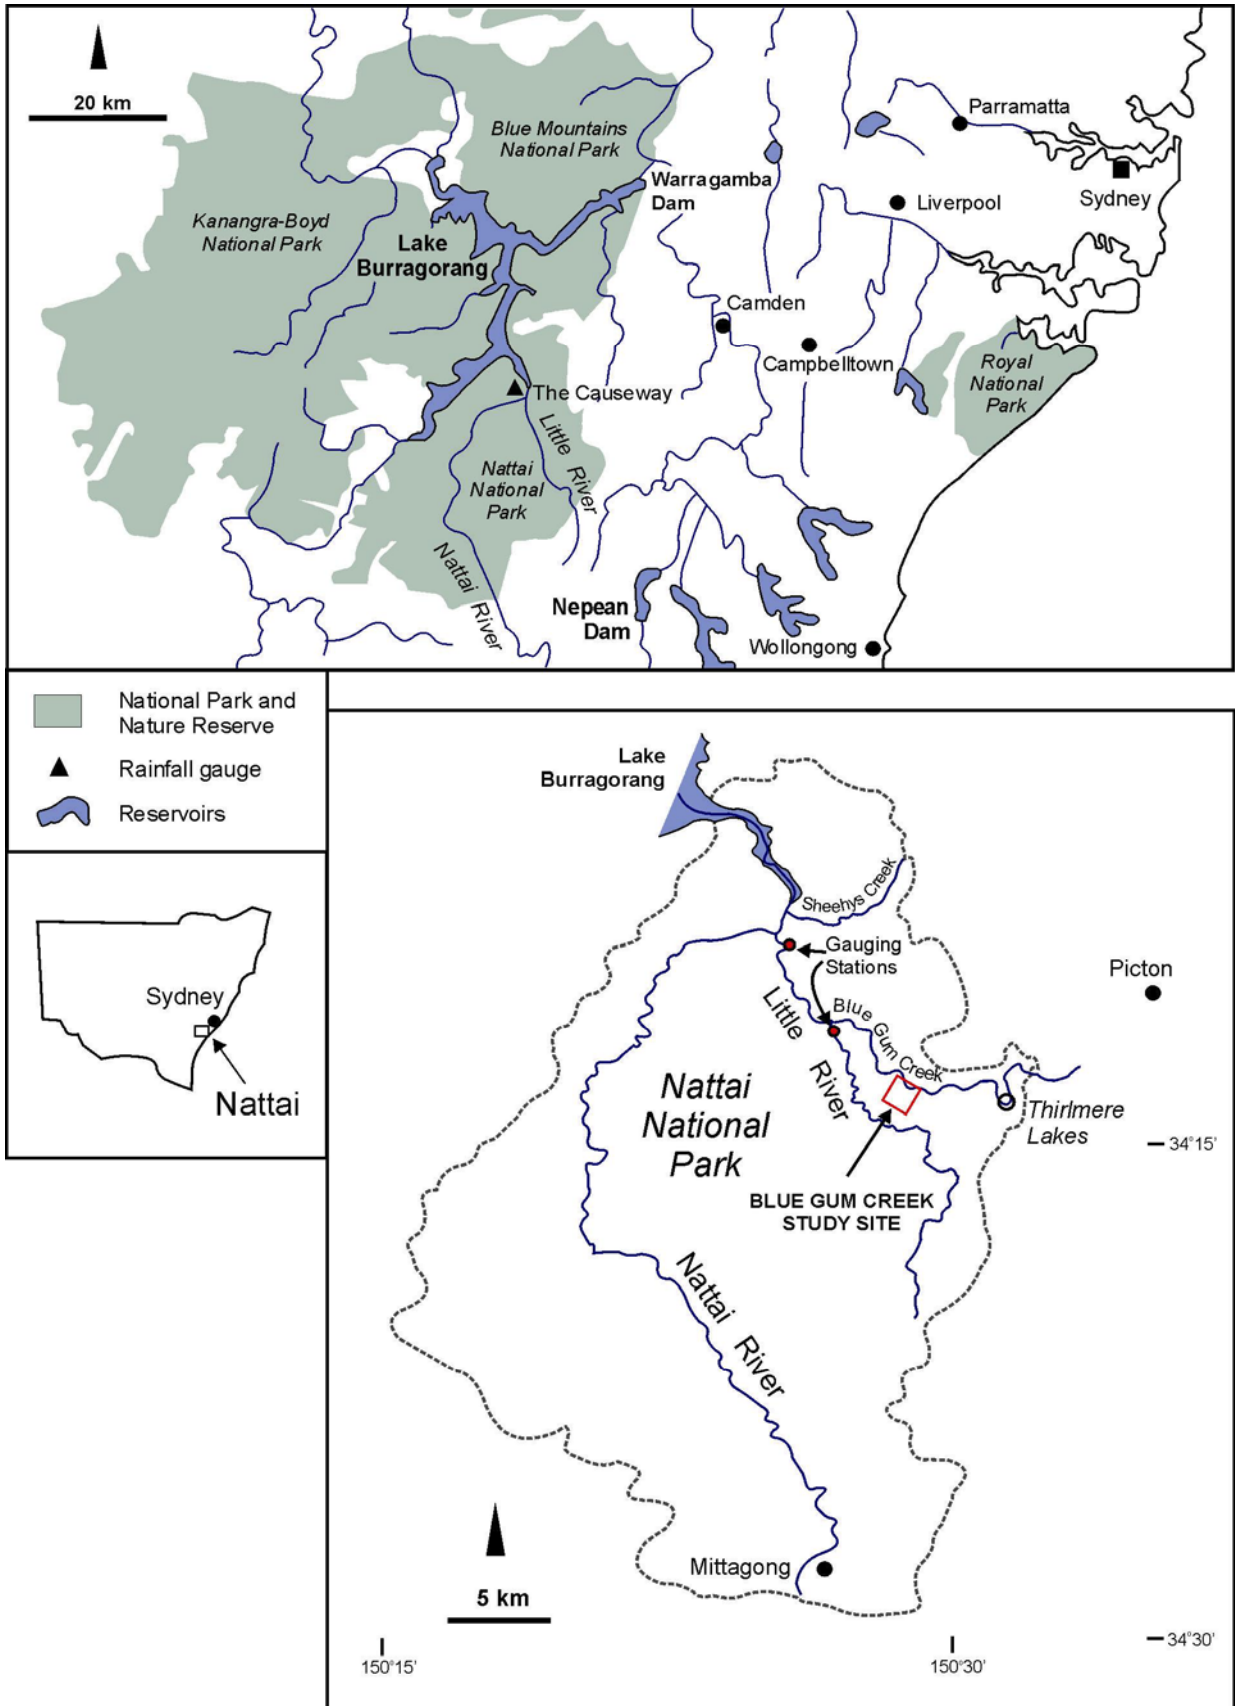 20 km
Blue Mountains
National Park
Parramatta
Warragamba
Dam
Sydney
Liverpool
Kananga-Boyd
National Park
Lake
Burragorang
Camden
Campbelltown
Royal
National
Park
The Causeway
Little River
Nattai
National
Park
Nattai River
Nepean
Dam
Wollongong
National Park and
Nature Reserve
Rainfall gauge
Reservoirs
Sydney
Nattai
Lake
Burragorang
Sheehys Creek
Gauging
Stations
Picton
Little River
Blue Gum Creek
Nattai
National
Park
Thirlmere
Lakes
34°15'
BLUE GUM CREEK
STUDY SITE
Nattai River
Mittagong
5 km
34°30'
150°15'
150°30'